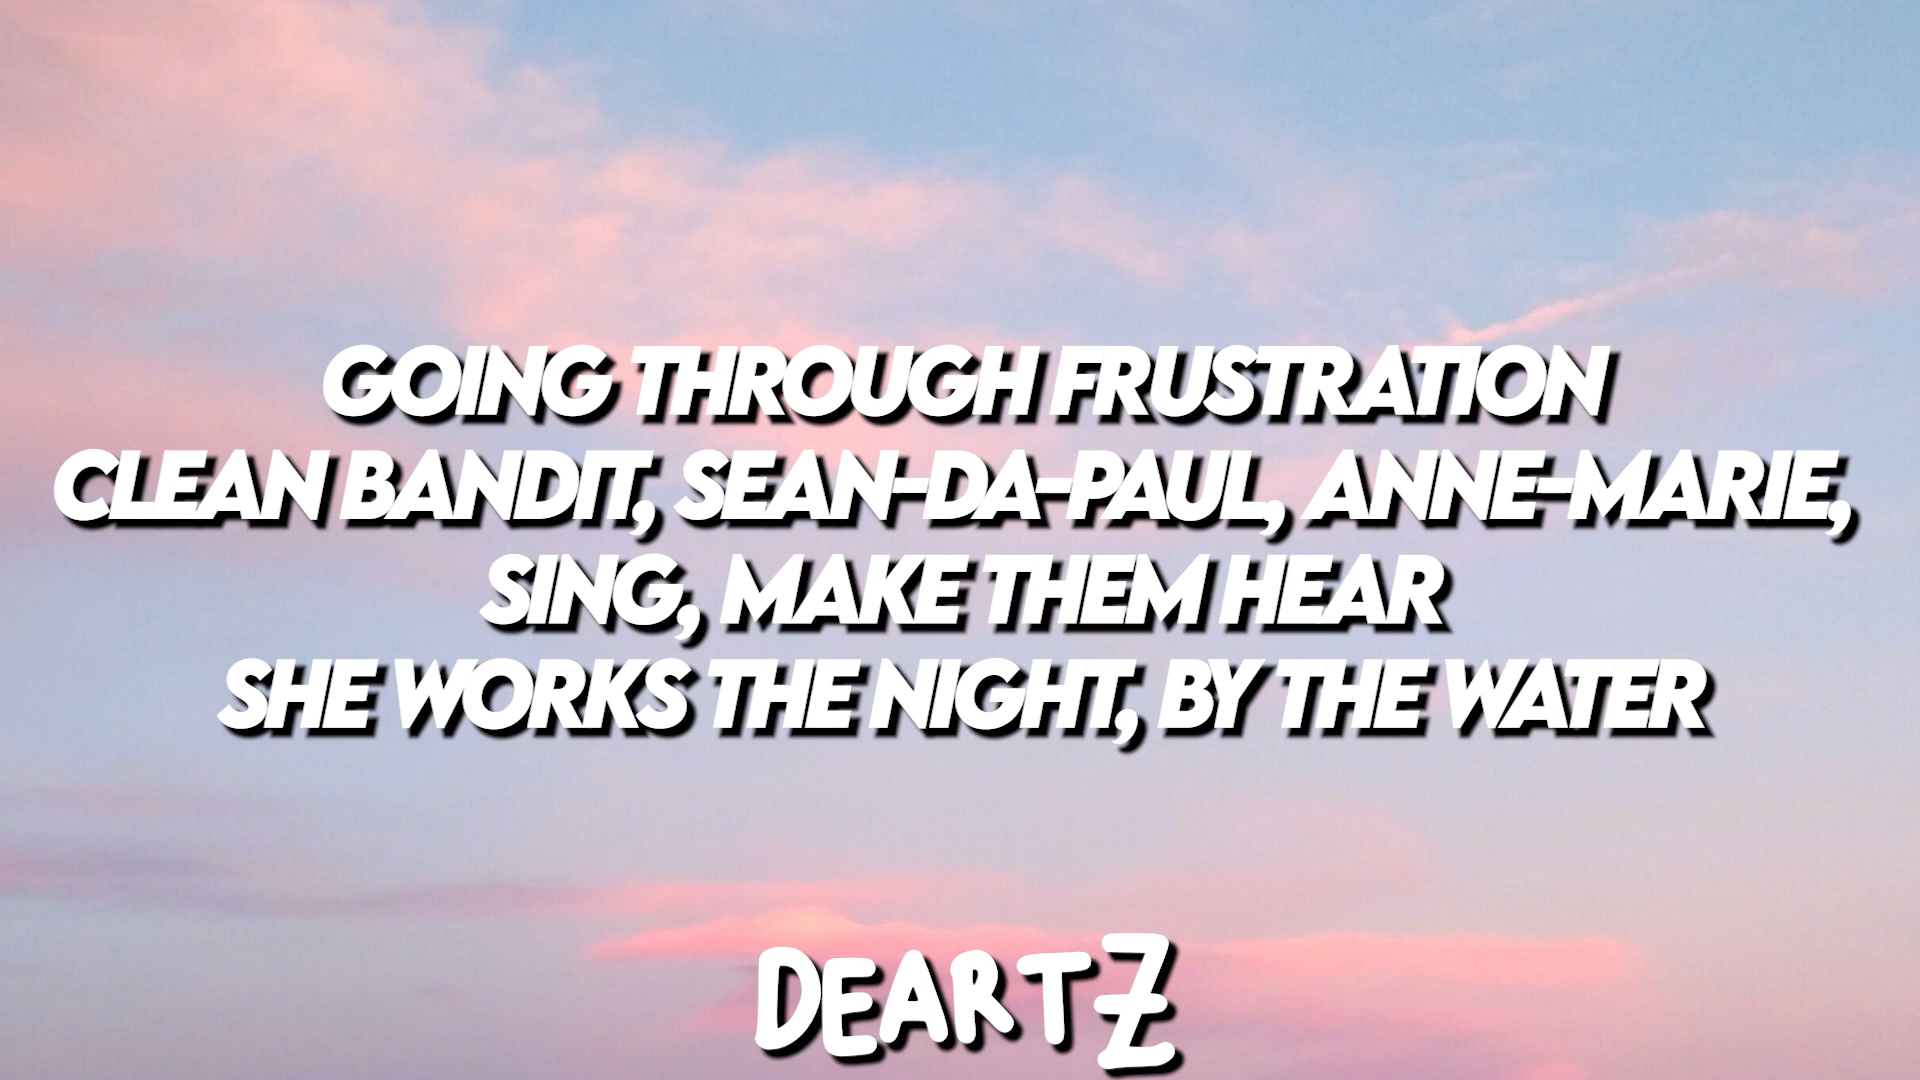 GOING THROUGH FRUSTRATION
CLEAN BANDIT, SEAN-DA-PAUL, ANNE-MARIE,
SING, MAKE THEM HEAR
SHE WORKS THE NIGHT, BY THE WATER
DEARTZ